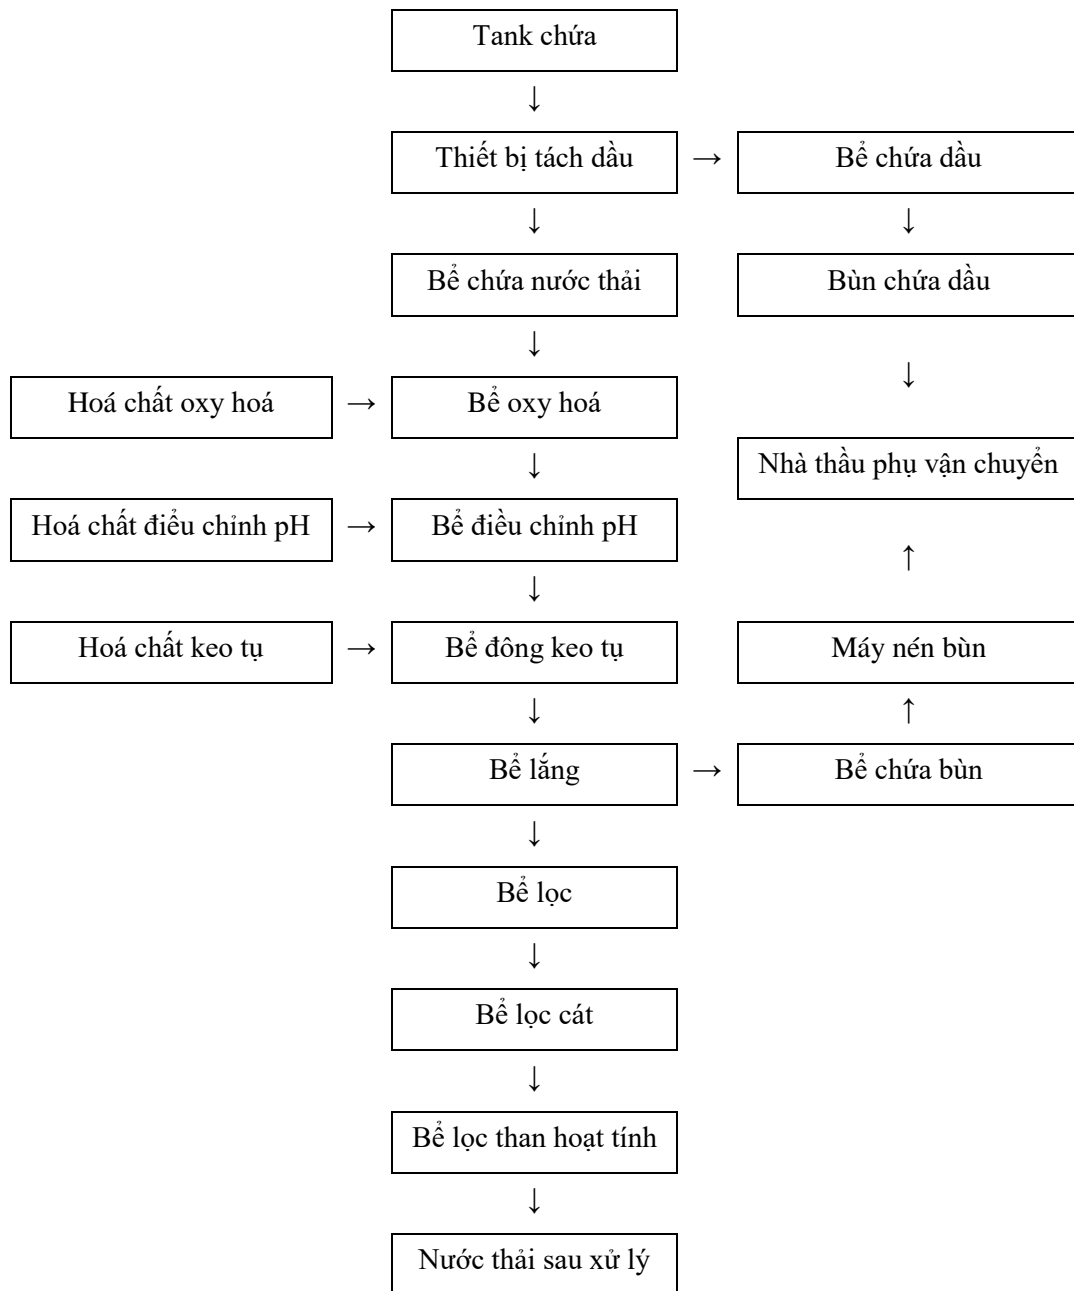 Tank chứa
↓
Thiết bị tách dầu → Bể chứa dầu
↓ ↓
Bể chứa nước thải Bùn chứa dầu
↓ ↓
Hoá chất oxy hoá → Bể oxy hoá
↓ Nhà thầu phụ vận chuyển
Hoá chất điểu chỉnh pH → Bể điều chỉnh pH
↓ ↑
Hoá chất keo tụ → Bể đông keo tụ Máy nén bùn
↓ ↑
Bể lắng → Bể chứa bùn
↓
Bể lọc
↓
Bể lọc cát
↓
Bể lọc than hoạt tính
↓
Nước thải sau xử lý